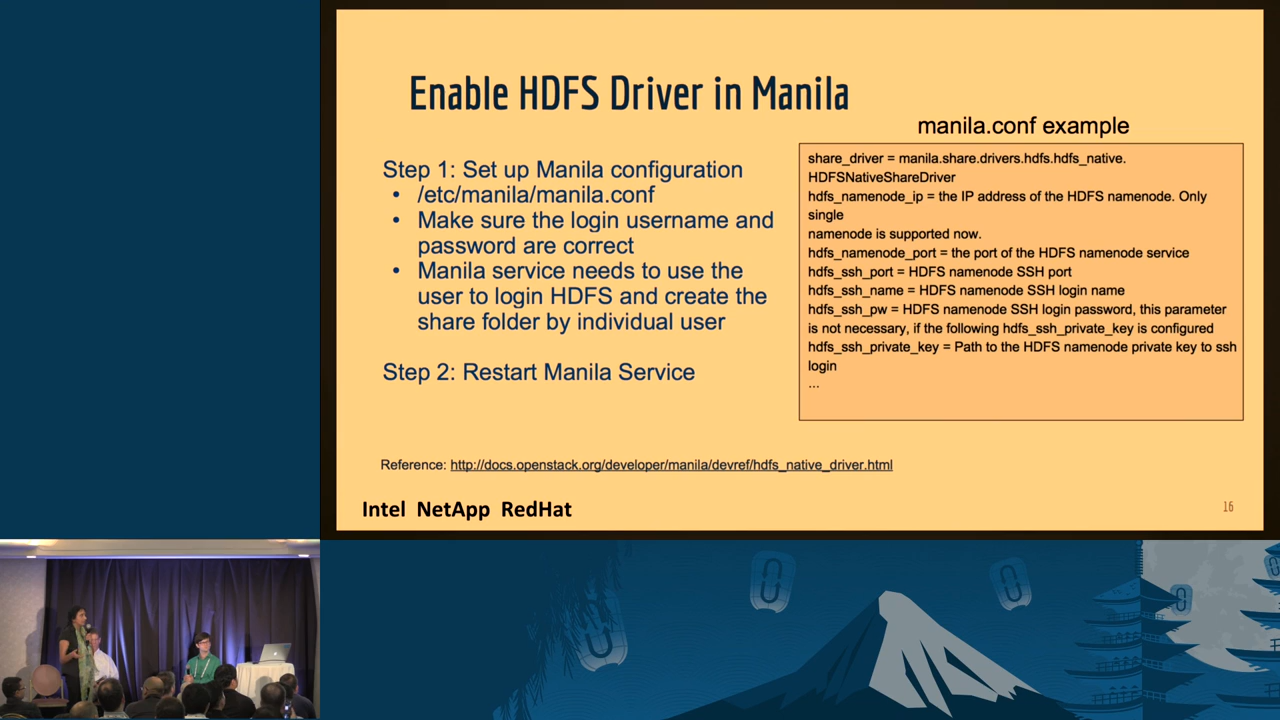 Enable HDFS Driver in Manila
manila.conf example
Step 1: Set up Manila configuration
• /etc/manila/manila.conf
• Make sure the login username and
password are correct
• Manila service needs to use the
user to login HDFS and create the
share folder by individual user
Step 2: Restart Manila Service
share_driver = manila.share.drivers.hdfs.hdfs_native.
HDFSNativeShareDriver
hdfs_namenode_ip = the IP address of the HDFS namenode. Only
single
namenode is supported now.
hdfs_namenode_port = the port of the HDFS namenode service
hdfs_ssh_port = HDFS namenode SSH port
hdfs_ssh_name = HDFS namenode SSH login name
hdfs_ssh_pw = HDFS namenode SSH login password, this parameter
is not necessary, if the following hdfs_ssh_private_key is configured
hdfs_ssh_private_key = Path to the HDFS namenode private key to ssh
login
...
Reference: http://docs.openstack.org/developer/manila/devref/hdfs_native_driver.html
Intel NetApp RedHat
16